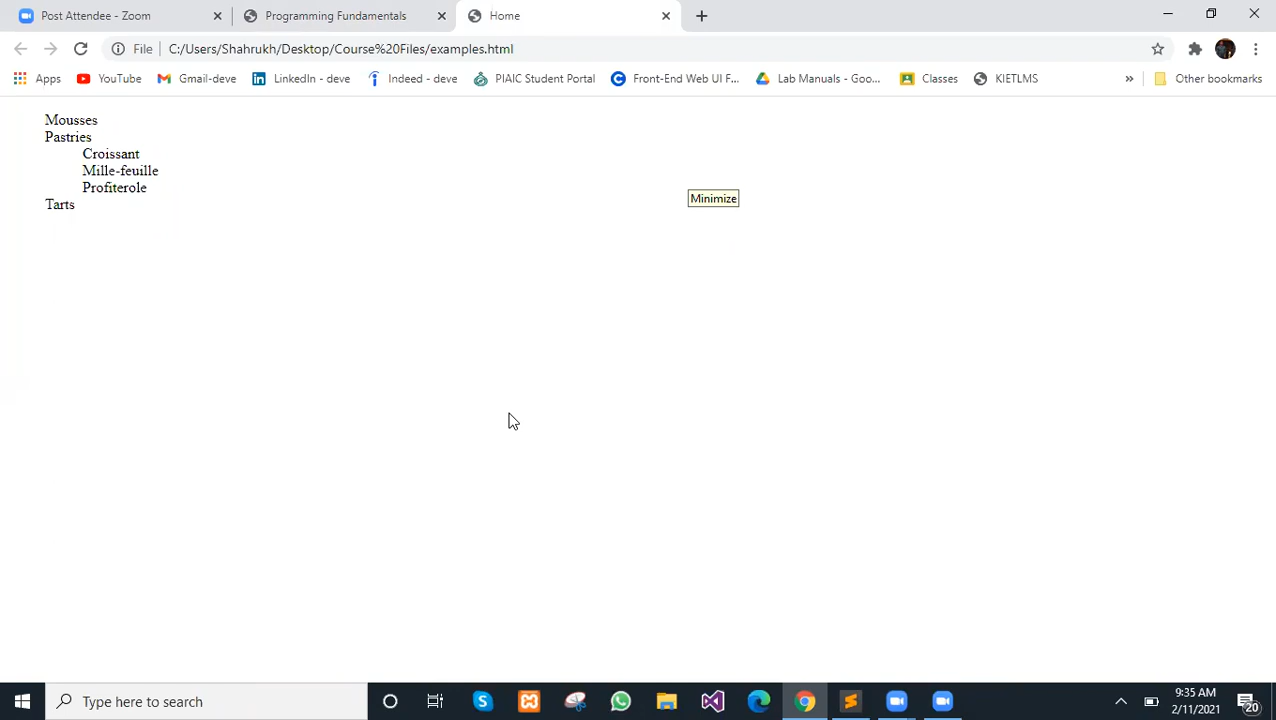 Post Attendee - Zoom
Programming Fundamentals
Home
File
C:/Users/Shahrukh/Desktop/Course%20Files/examples.html
Apps
YouTube
Gmail-deve
LinkedIn - deve
Indeed - deve
PIAIC Student Portal
Front-End Web UI F...
Lab Manuals - Goo...
Classes
KIETLMS
»
Other bookmarks
Mousses
Pastries
Croissant
Mille-feuille
Profiterole
Tarts
Minimize
Type here to search
9:35 AM
2/11/2021
20